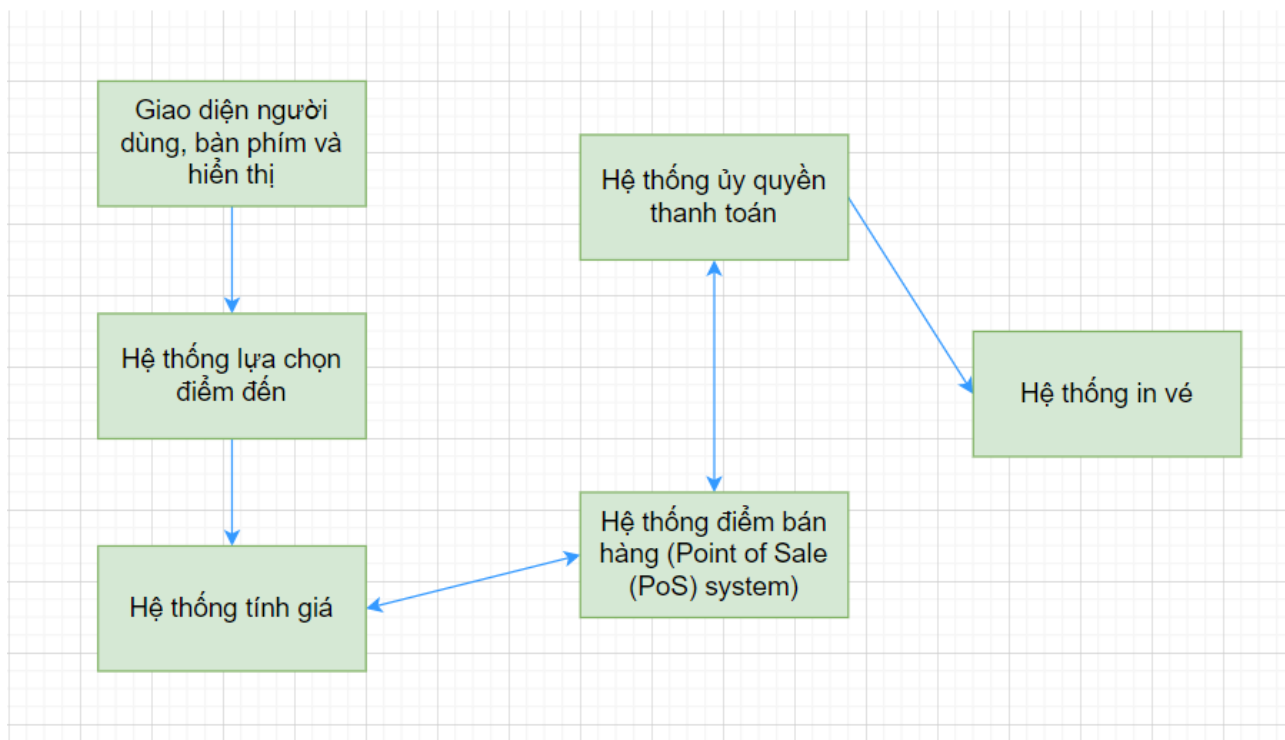 Giao diện người
dùng, bàn phím và
hiển thị
Hệ thống lựa chọn
điểm đến
Hệ thống tính giá
Hệ thống điểm bán
hàng (Point of Sale
(PoS) system)
Hệ thống ủy quyền
thanh toán
Hệ thống in vé